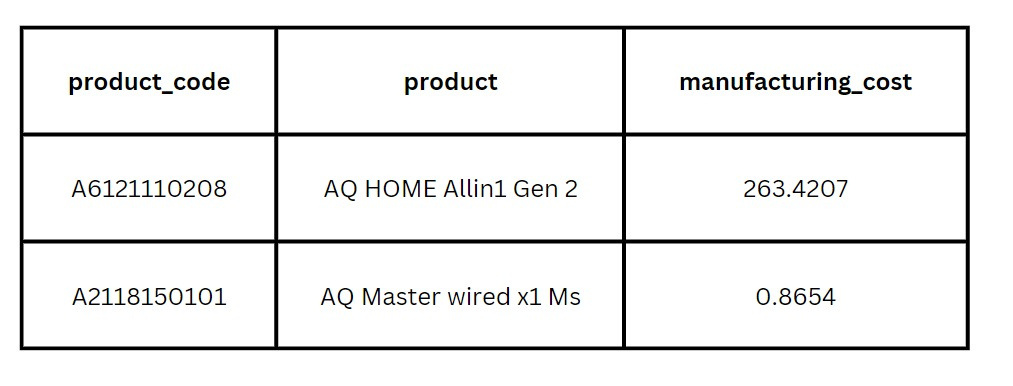 product_code product manufacturing_cost
A6121110208 AQ HOME Allin1 Gen 2 263.4207
A2118150101 AQ Master wired x1 Ms 0.8654